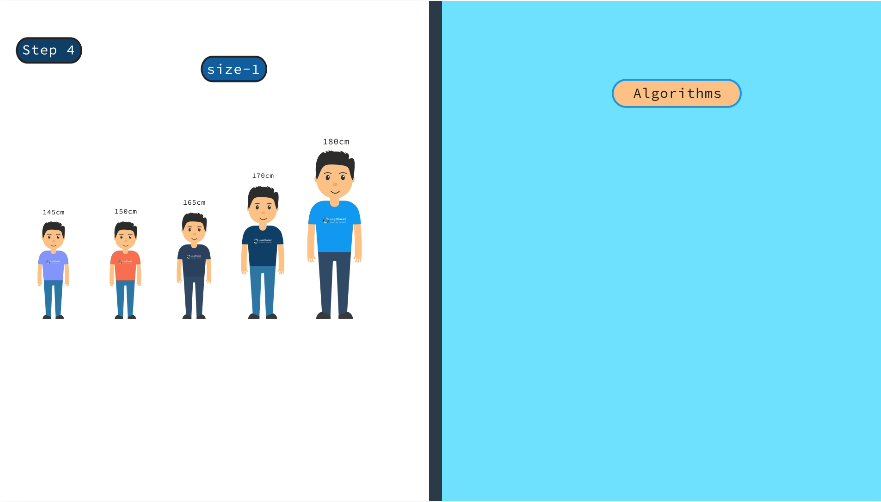 Step 4
size-1
Algorithms
180cm
170cm
165cm
150cm
145cm